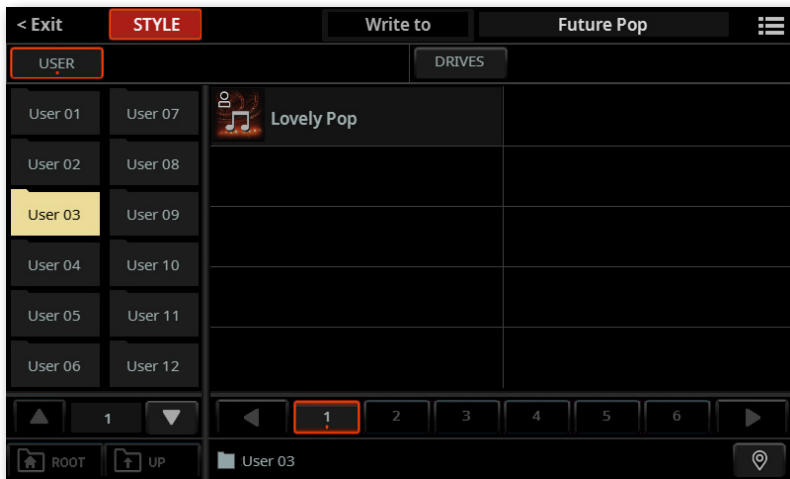 < Exit STYLE Write to Future Pop
USER DRIVES
User 01 User 07 Lovely Pop
User 02 User 08
User 03 User 09
User 04 User 10
User 05 User 11
User 06 User 12
1 1 2 3 4 5 6
ROOT UP User 03